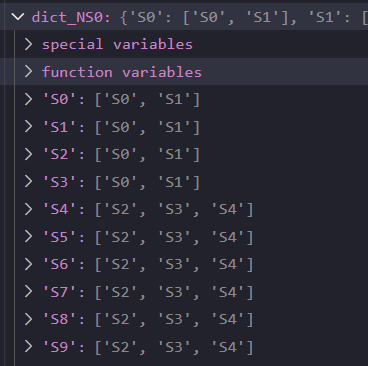 dict_NS0: {'S0': ['S0', 'S1'], 'S1': [
special variables
function variables
'S0': ['S0', 'S1']
'S1': ['S0', 'S1']
'S2': ['S0', 'S1']
'S3': ['S0', 'S1']
'S4': ['S2', 'S3', 'S4']
'S5': ['S2', 'S3', 'S4']
'S6': ['S2', 'S3', 'S4']
'S7': ['S2', 'S3', 'S4']
'S8': ['S2', 'S3', 'S4']
'S9': ['S2', 'S3', 'S4']